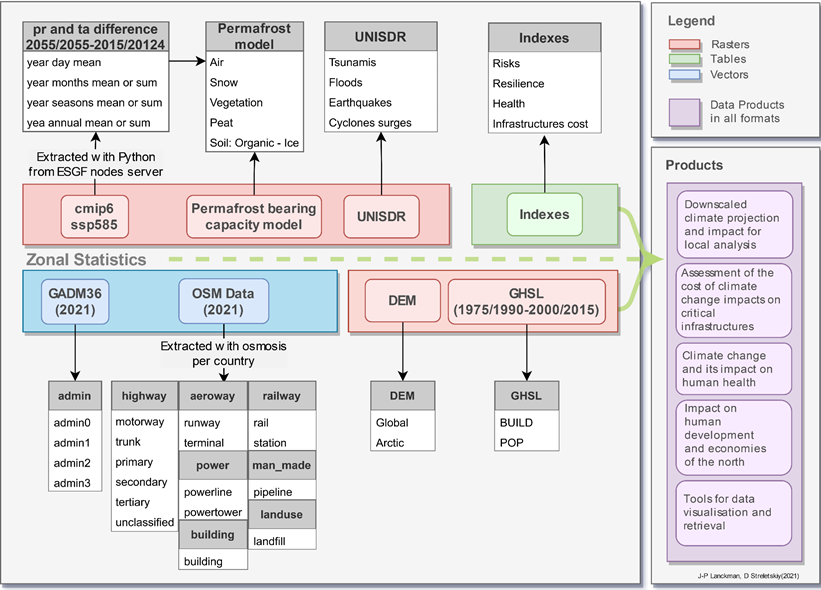 pr and ta difference
2055/2055-2015/20124
year day mean
year months mean or sum
year seasons mean or sum
yea annual mean or sum
Permafrost
model
Air
Snow
Vegetation
Peat
Soil: Organic - Ice
UNISDR
Tsunamis
Floods
Earthquakes
Cyclones surges
Indexes
Risks
Resilience
Health
Infrastructures cost
Extracted with Python
from ESGF nodes server
cmip6
ssp585
Permafrost bearing
capacity model
UNISDR
Indexes
Zonal Statistics
GADM36
(2021)
OSM Data
(2021)
DEM
GHSL
(1975/1990-2000/2015)
Extracted with osmosis
per country
admin
admin0
admin1
admin2
admin3
highway
motorway
trunk
primary
secondary
tertiary
unclassified
aeroway
runway
terminal
power
powerline
powertower
building
building
railway
rail
station
man_made
pipeline
landuse
landfill
DEM
Global
Arctic
GHSL
BUILD
POP
Legend
Rasters
Tables
Vectors
Data Products
in all formats
Products
Downscaled
climate projection
and impact for
local analysis
Assessment of the
cost of climate
change impacts on
critical
infrastructures
Climate change
and its impact on
human health
Impact on
human
development
and economies
of the north
Tools for data
visualisation and
retrieval
J-P Lanckman, D Streletskiy(2021)